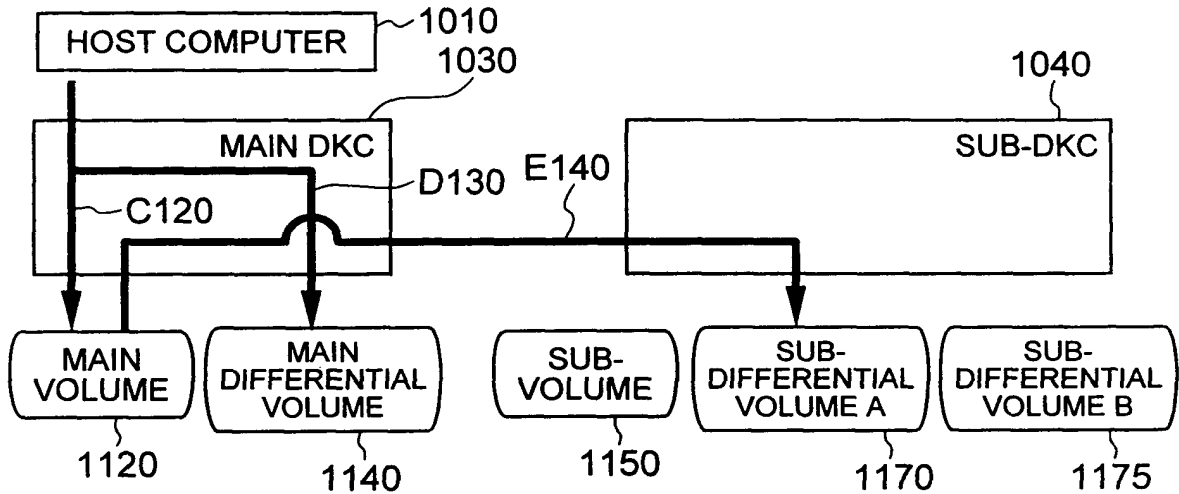 HOST COMPUTER
1010
1030
1040
MAIN DKC
SUB-DKC
C120
D130
E140
MAIN
VOLUME
MAIN
DIFFERENTIAL
VOLUME
SUB-
VOLUME
SUB-
DIFFERENTIAL
VOLUME A
SUB-
DIFFERENTIAL
VOLUME B
1120
1140
1150
1170
1175